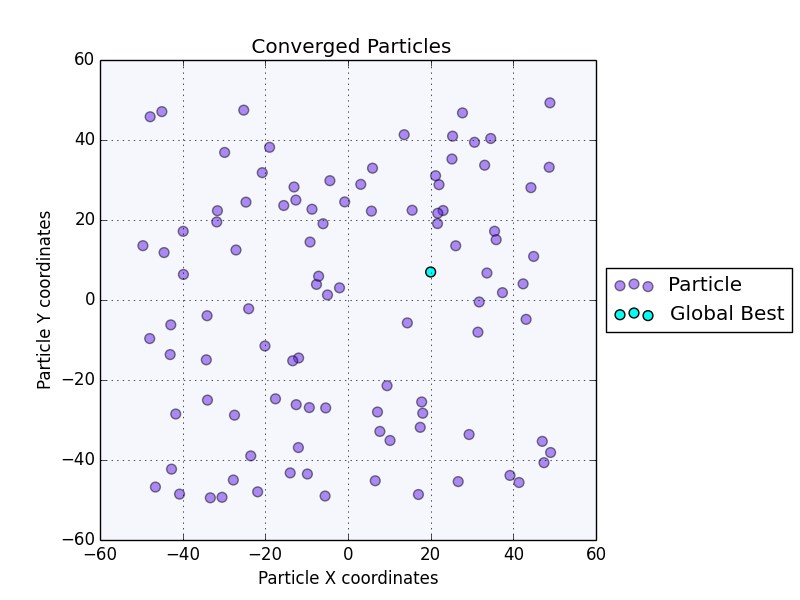 Converged Particles
60
40
20
0
−20
−40
−60
−60 −40 −20 0 20 40 60
Particle Y coordinates
Particle X coordinates
Particle
Global Best